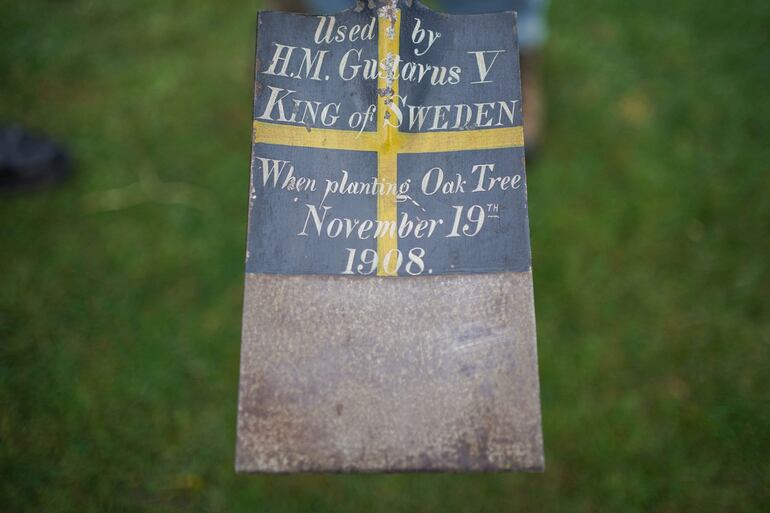 Used by
H.M. Gustavus V
KING of SWEDEN
When planting Oak Tree
November 19TH
1908.